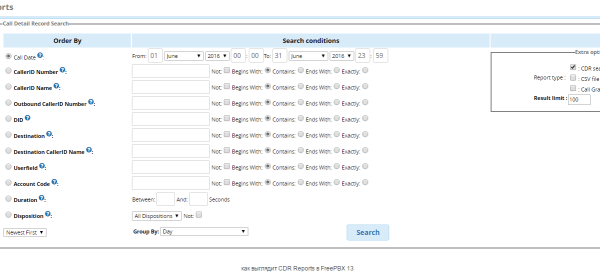 orts
Call Detail Record Search
Order By Search conditions
Call Date ?: From: 01 June 2016 00 : 00 To: 31 June 2016 23 : 59
CallerID Number ?: Not: Begins With: Contains: Ends With: Exactly:
CallerID Name ?: Not: Begins With: Contains: Ends With: Exactly:
Outbound CallerID Number ?: Not: Begins With: Contains: Ends With: Exactly:
DID ?: Not: Begins With: Contains: Ends With: Exactly:
Destination ?: Not: Begins With: Contains: Ends With: Exactly:
Destination CallerID Name ?: Not: Begins With: Contains: Ends With: Exactly:
Userfield ?: Not: Begins With: Contains: Ends With: Exactly:
Account Code ?: Not: Begins With: Contains: Ends With: Exactly:
Duration ?: Between: And: Seconds
Disposition ?: All Dispositions Not:
Newest First Group By: Day Search
Extra optio
: CDR sea
Report type : : CSV file
: Call Gra
Result limit : 100
как выглядит CDR Reports в FreePBX 13